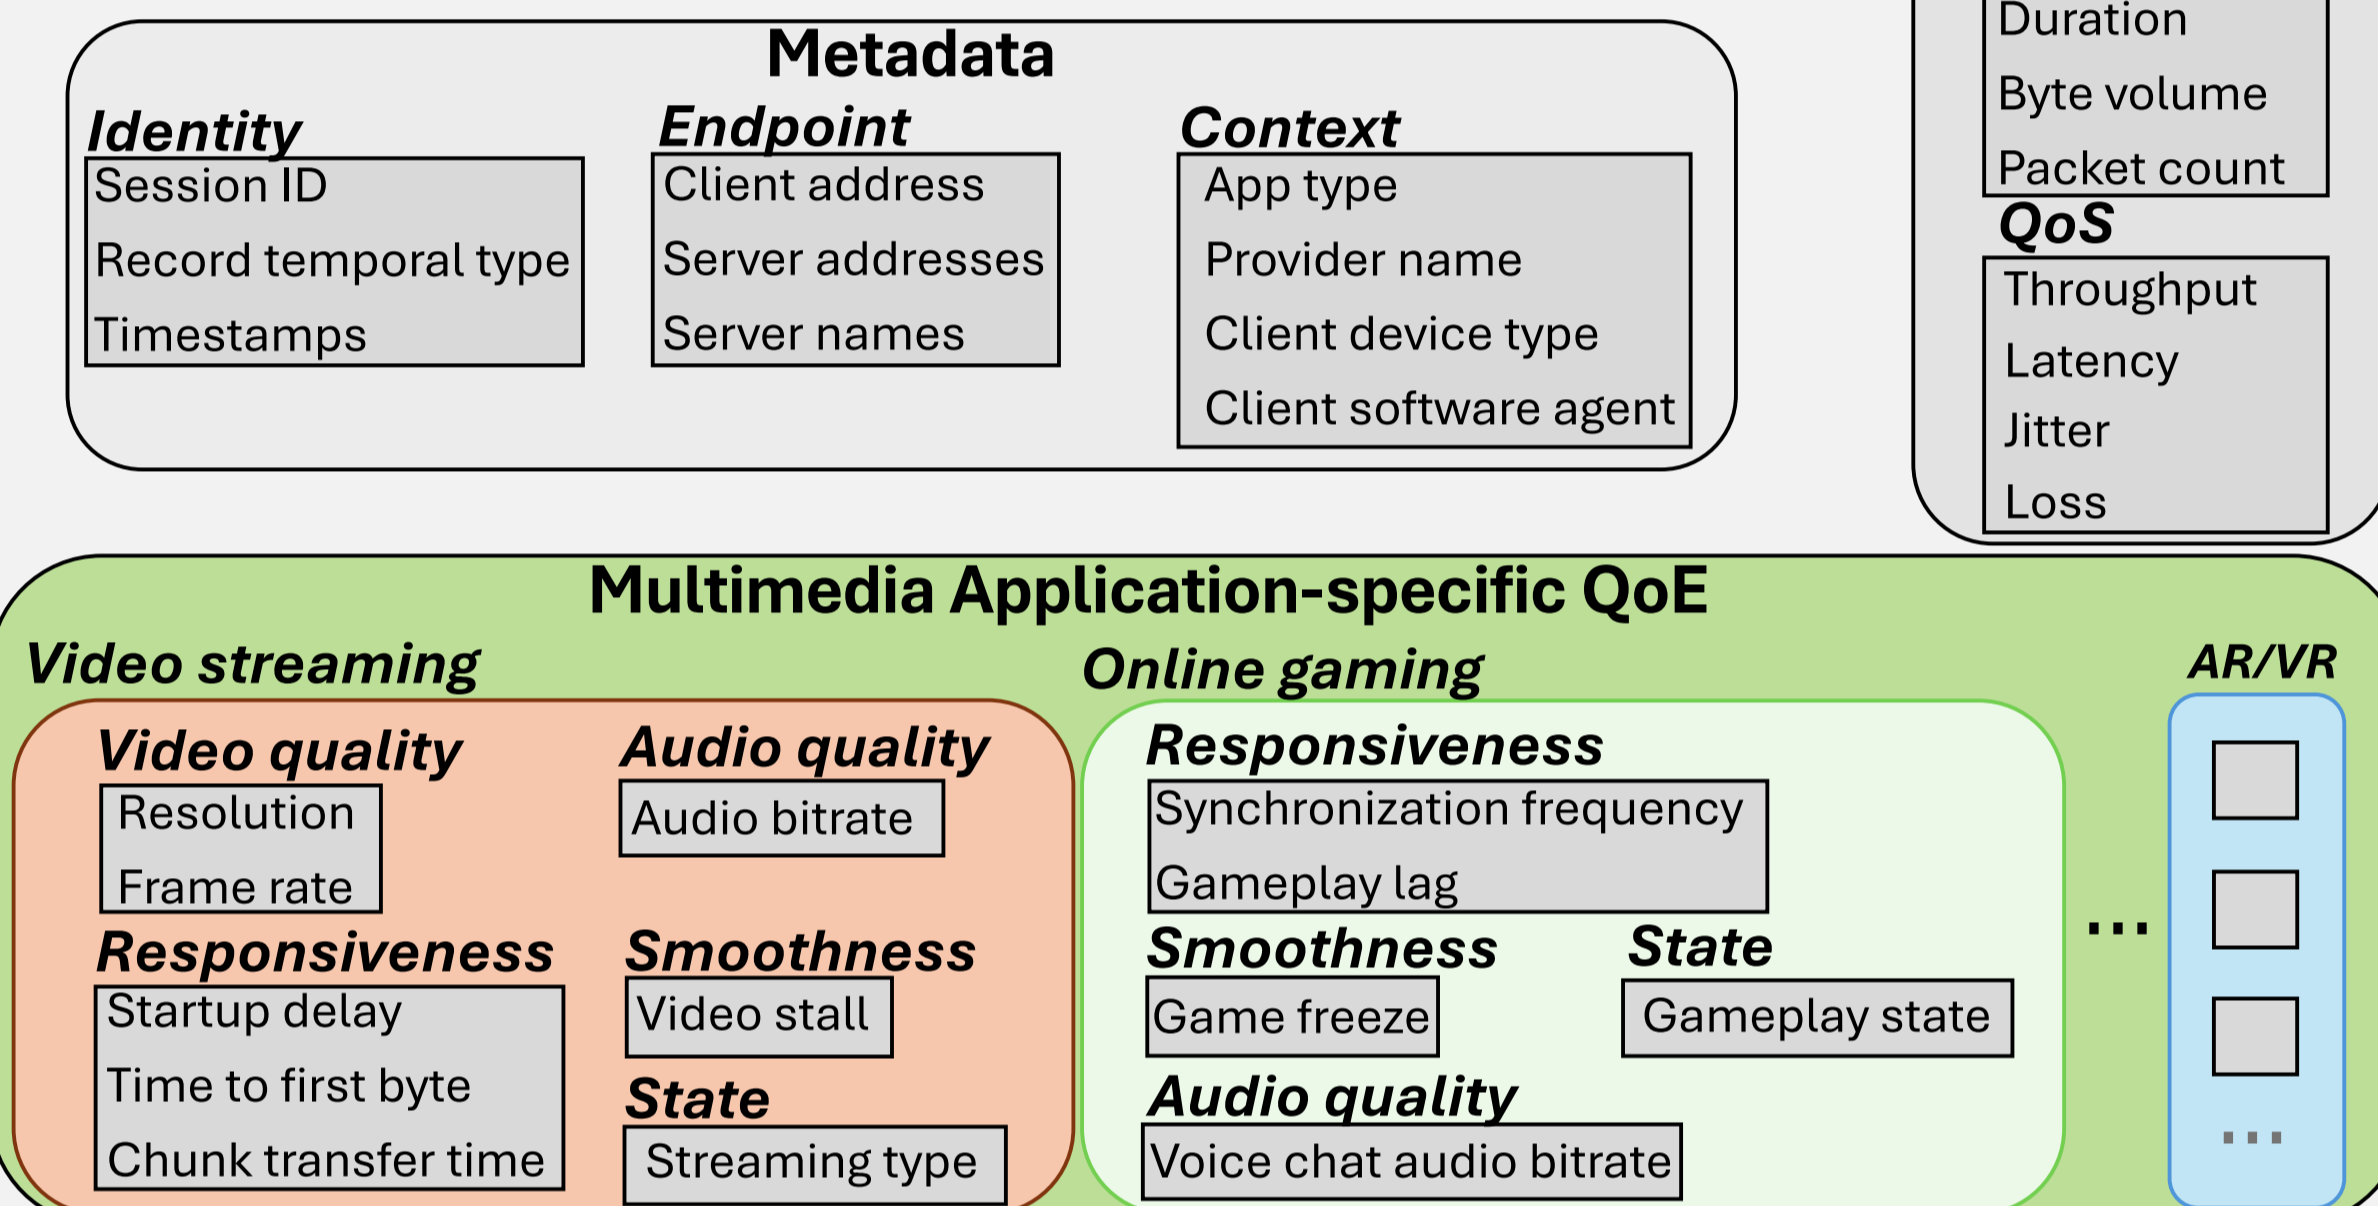 Metadata
Identity
Session ID
Record temporal type
Timestamps
Endpoint
Client address
Server addresses
Server names
Context
App type
Provider name
Client device type
Client software agent
Duration
Byte volume
Packet count
QoS
Throughput
Latency
Jitter
Loss
Multimedia Application-specific QoE
Video streaming
Video quality
Resolution
Frame rate
Audio quality
Audio bitrate
Responsiveness
Startup delay
Time to first byte
Chunk transfer time
Smoothness
Video stall
State
Streaming type
Online gaming
Responsiveness
Synchronization frequency
Gameplay lag
Smoothness
Game freeze
State
Gameplay state
Audio quality
Voice chat audio bitrate
...
AR/VR
...